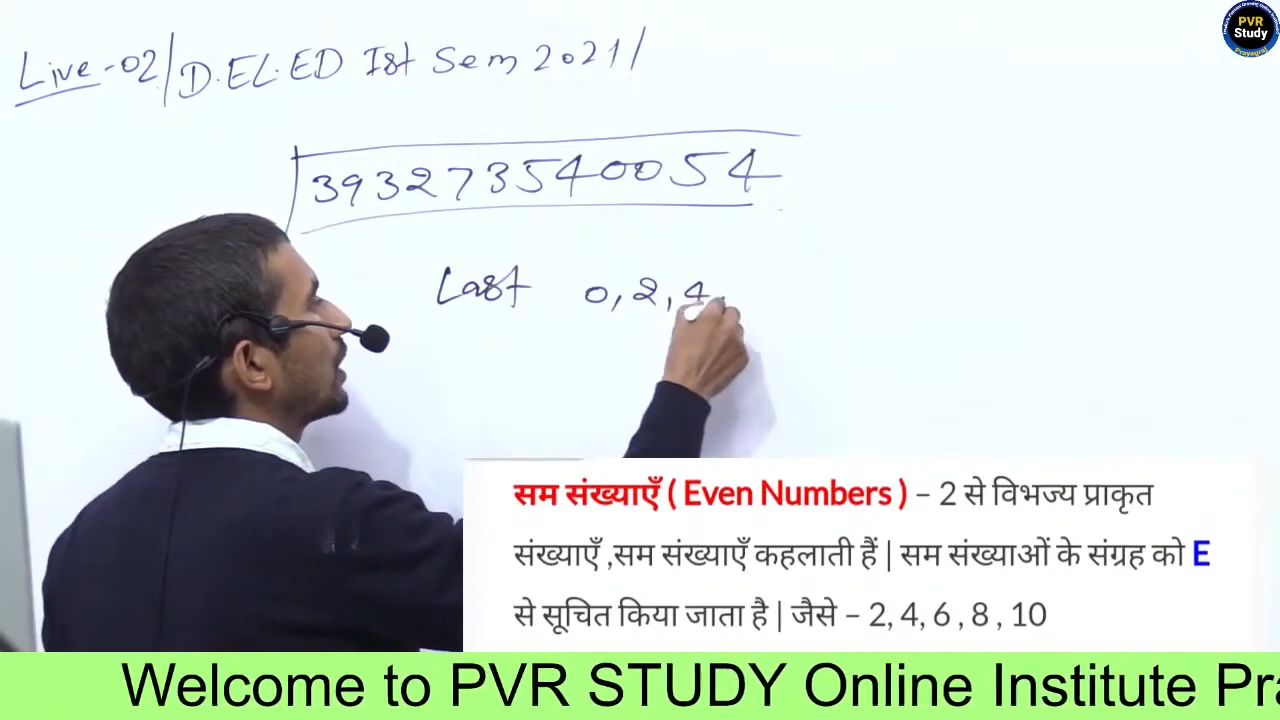 Live-02/D.EL.ED Ist Sem 2021/
PVR
Study
Prayagraj
393273540054
Last 0, 2, 4,
सम संख्याएँ ( Even Numbers ) – 2 से विभज्य प्राकृत
संख्याएँ ,सम संख्याएँ कहलाती हैं | सम संख्याओं के संग्रह को E
से सूचित किया जाता है | जैसे – 2, 4, 6 , 8 , 10
Welcome to PVR STUDY Online Institute Pra